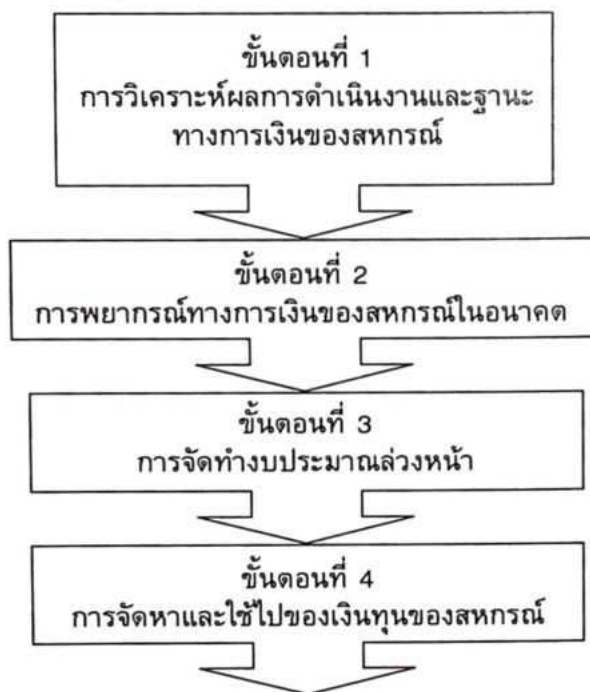 ขั้นตอนที่ 1
การวิเคราะห์ผลการดำเนินงานและฐานะ
ทางการเงินของสหกรณ์
ขั้นตอนที่ 2
การพยากรณ์ทางการเงินของสหกรณ์ในอนาคต
ขั้นตอนที่ 3
การจัดทำงบประมาณล่วงหน้า
ขั้นตอนที่ 4
การจัดหาและใช้ไปของเงินทุนของสหกรณ์